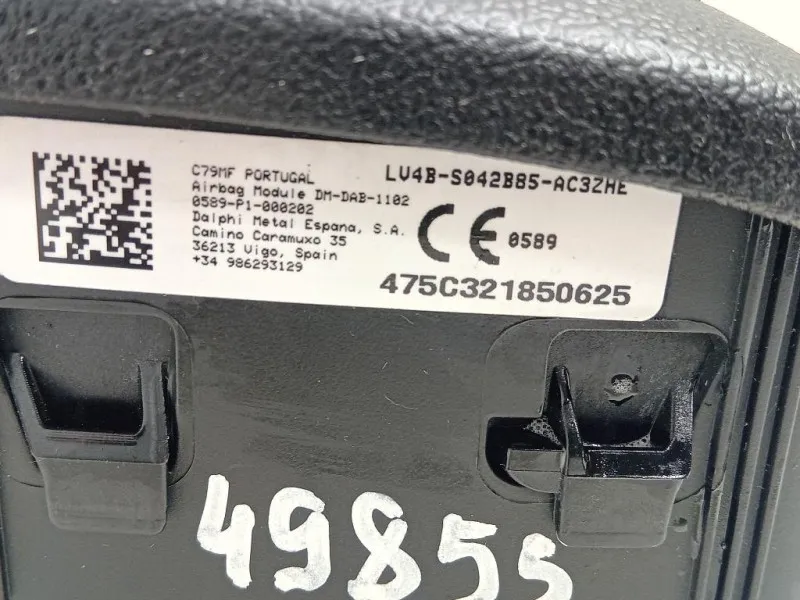 C79MF PORTUGAL
Airbag Module DM-DAB-1102
0589-P1-000202
Dalphi Metal Espana, S.A.
Camino Caramuxo 35
36213 Vigo, Spain
+34 986293129
LV4B-S042B85-AC3ZHE
CE 0589
475C321850625
49855